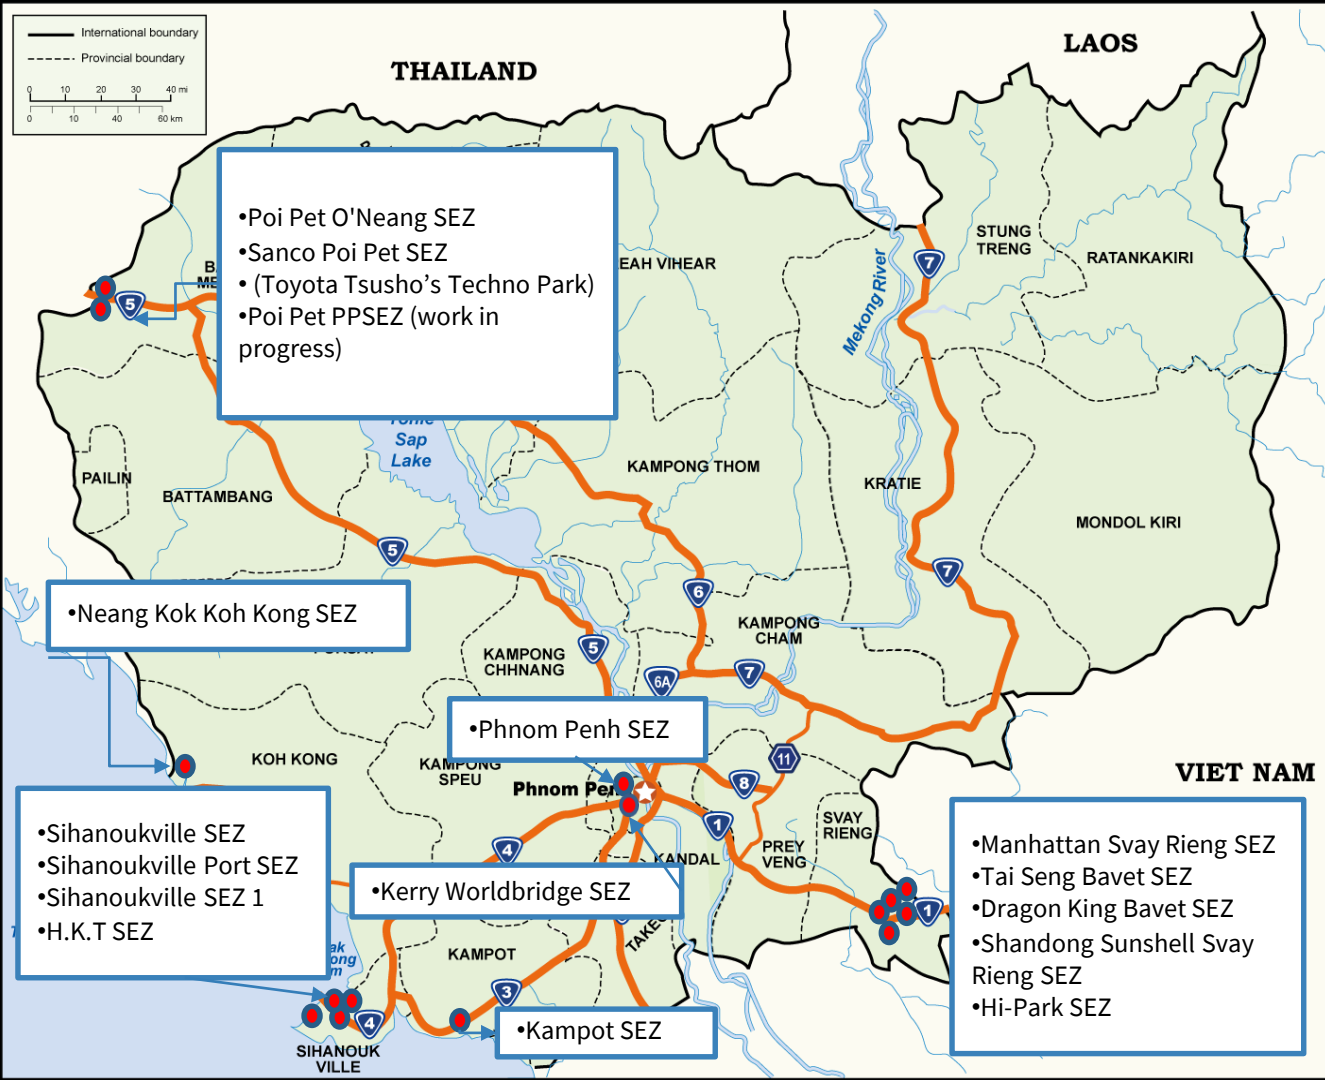 International boundary
Provincial boundary
0 10 20 30 40 mi
0 10 40 60 km
THAILAND
LAOS
VIET NAM
•Poi Pet O'Neang SEZ
•Sanco Poi Pet SEZ
• (Toyota Tsusho’s Techno Park)
•Poi Pet PPSEZ (work in
progress)
EAH VIHEAR
STUNG
TRENG
RATANKAKIRI
Mekong River
7
5
Sap
Lake
PAILIN
BATTAMBANG
KAMPONG THOM
KRATIE
MONDOL KIRI
5
7
6
•Neang Kok Koh Kong SEZ
KAMPONG
CHHNANG
5
KAMPONG
CHAM
6A
7
•Phnom Penh SEZ
KOH KONG
KAMPONG
SPEU
Phnom Pen
11
8
1
4
KANDAL
PREY
VENG
SVAY
RIENG
•Sihanoukville SEZ
•Sihanoukville Port SEZ
•Sihanoukville SEZ 1
•H.K.T SEZ
•Kerry Worldbridge SEZ
•Manhattan Svay Rieng SEZ
•Tai Seng Bavet SEZ
•Dragon King Bavet SEZ
•Shandong Sunshell Svay
Rieng SEZ
•Hi-Park SEZ
1
KAMPOT
TAKE
3
4
•Kampot SEZ
SIHANOUK
VILLE